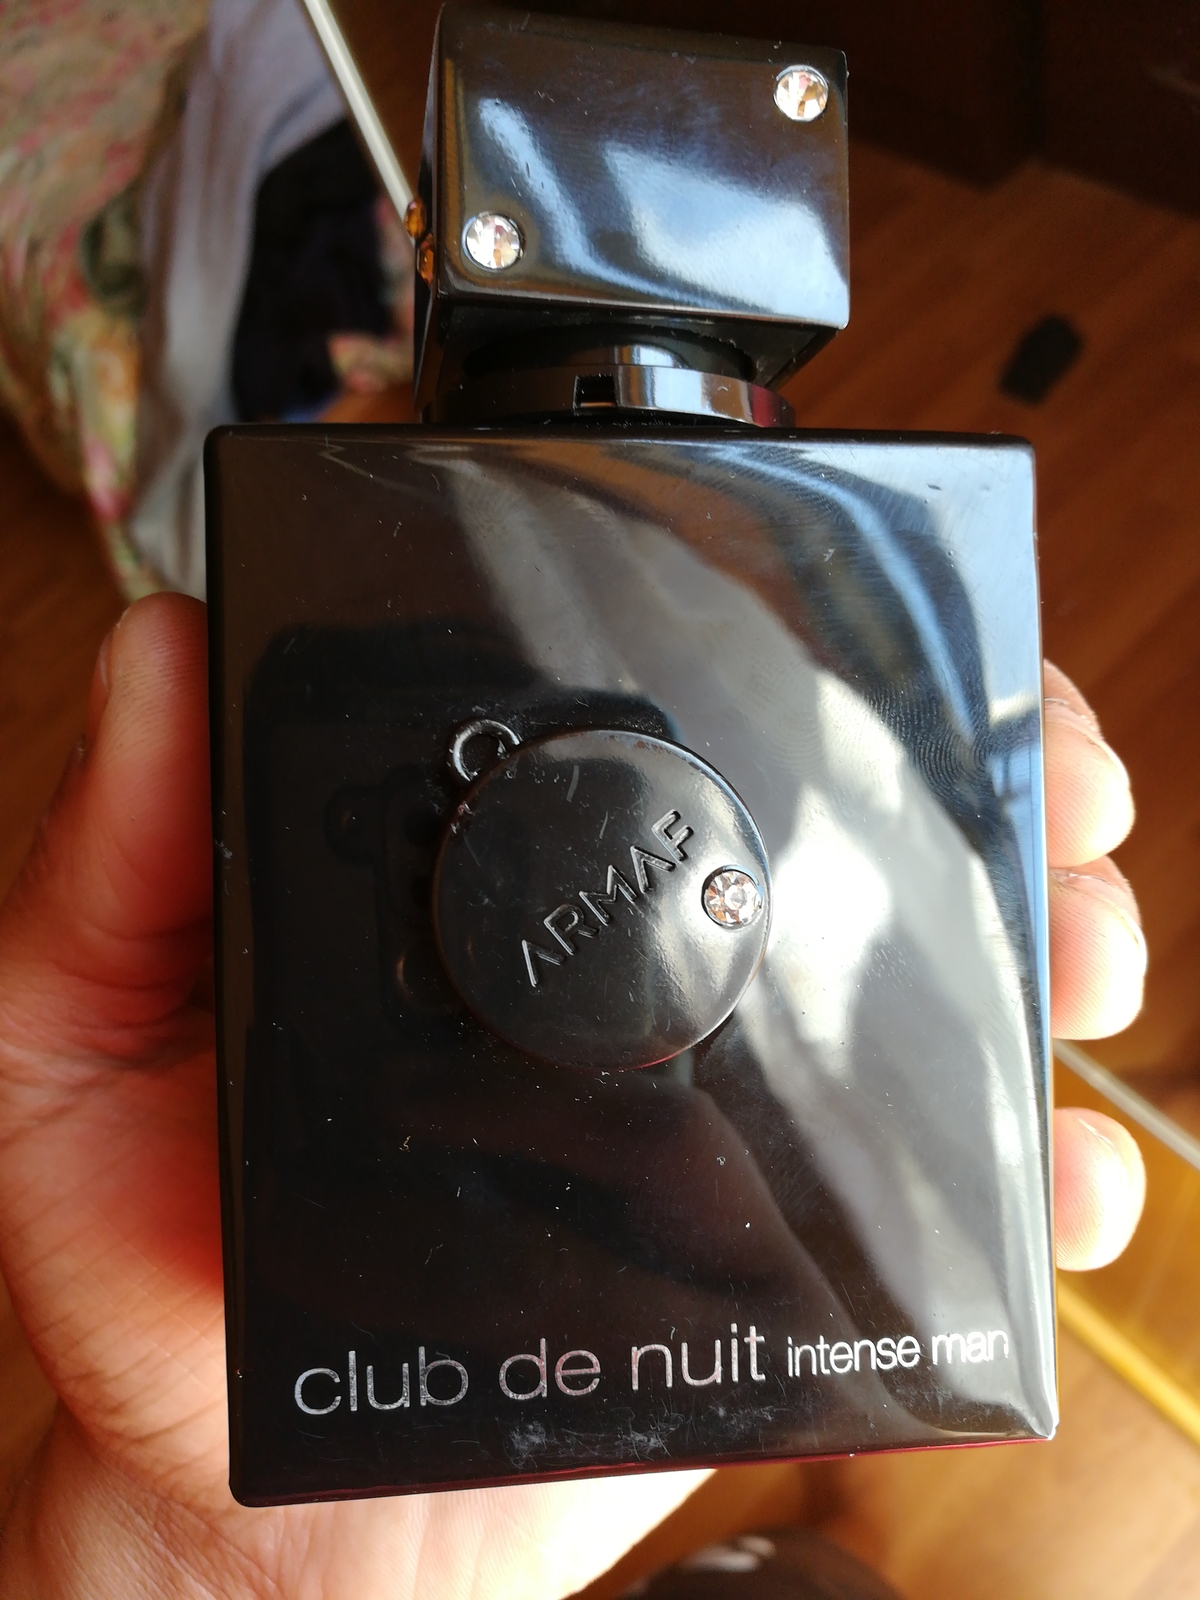 ARMAF
club de nuit intense man